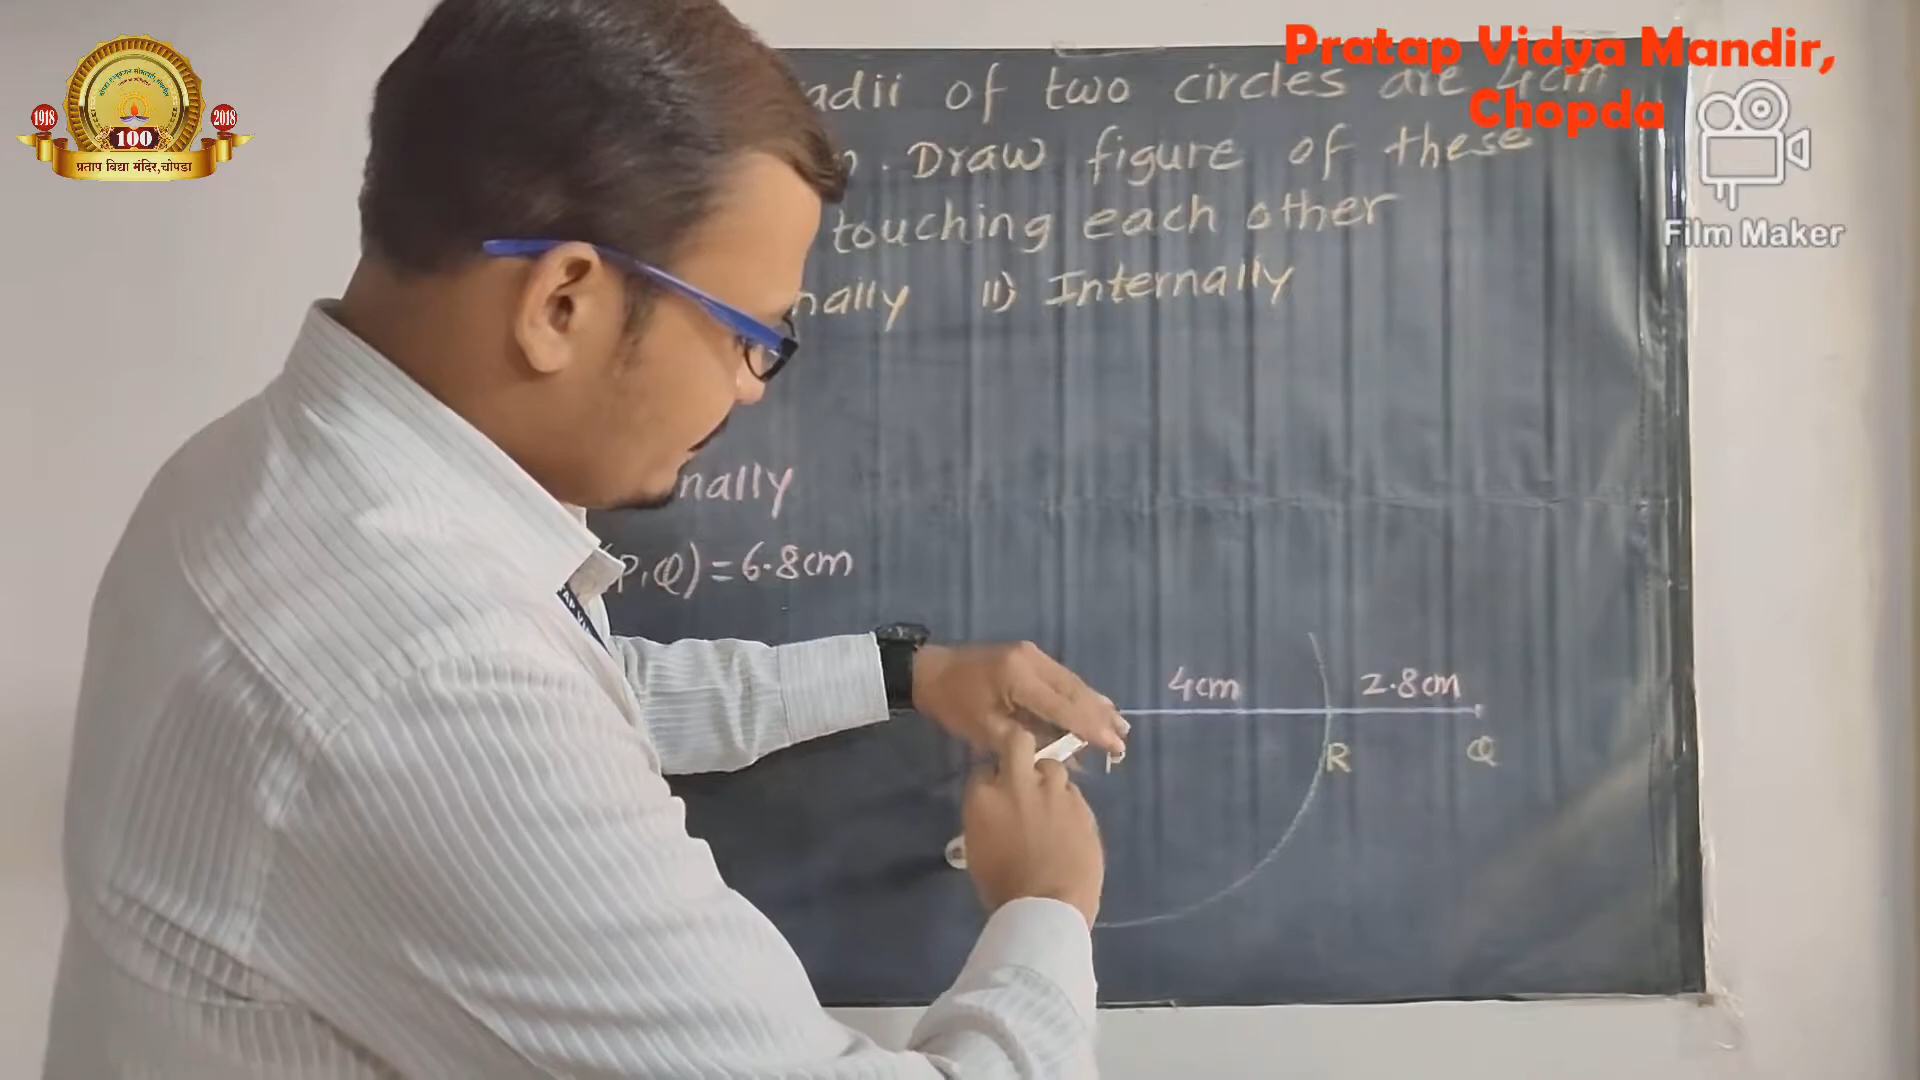 Pratap Vidya Mandir,
Chopda
1918
2018
100
प्रताप विद्या मंदिर,चोपडा
Film Maker
adii of two circles are 4cm
. Draw figure of these
touching each other
nally ii) Internally
nally
(P,Q)=6.8cm
4cm 2.8cm
P R Q